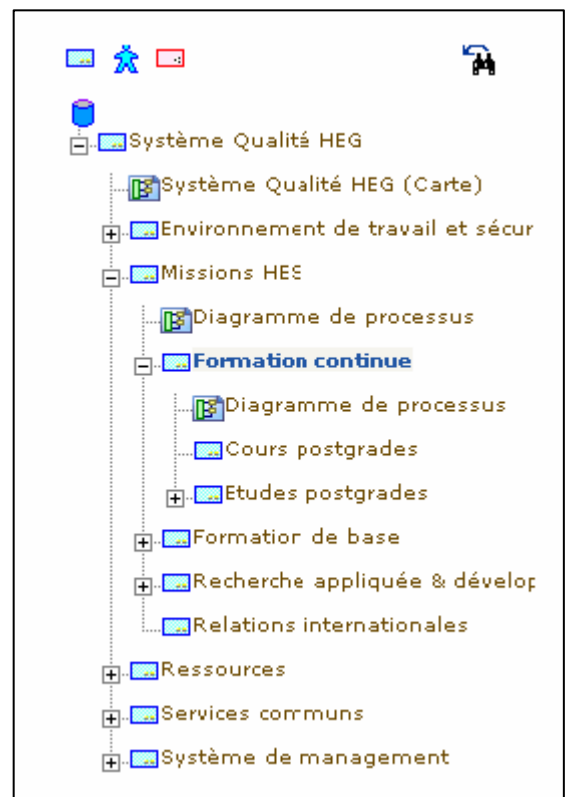 Système Qualité HEG
Système Qualité HEG (Carte)
Environnement de travail et sécur
Missions HES
Diagramme de processus
Formation continue
Diagramme de processus
Cours postgrades
Etudes postgrades
Formation de base
Recherche appliquée & dévelop
Relations internationales
Ressources
Services communs
Système de management